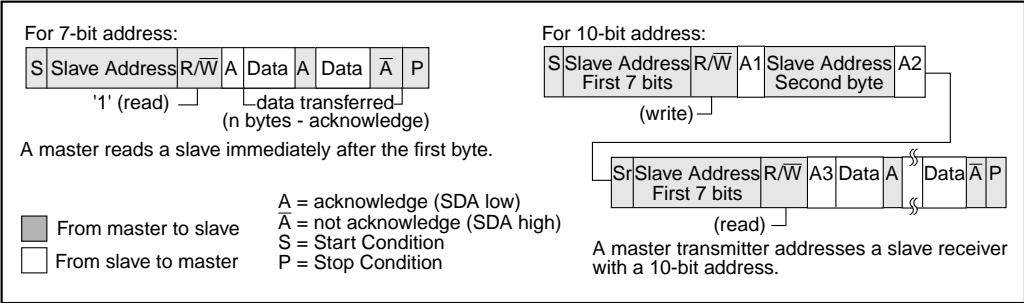 For 7-bit address:
S Slave Address R/W̅ A Data A Data A̅ P
'1' (read)
data transferred
(n bytes - acknowledge)
A master reads a slave immediately after the first byte.
From master to slave
From slave to master
A = acknowledge (SDA low)
A̅ = not acknowledge (SDA high)
S = Start Condition
P = Stop Condition
For 10-bit address:
S Slave Address First 7 bits R/W̅ A1 Slave Address Second byte A2
(write)
Sr Slave Address First 7 bits R/W̅ A3 Data A Data A̅ P
(read)
A master transmitter addresses a slave receiver
with a 10-bit address.